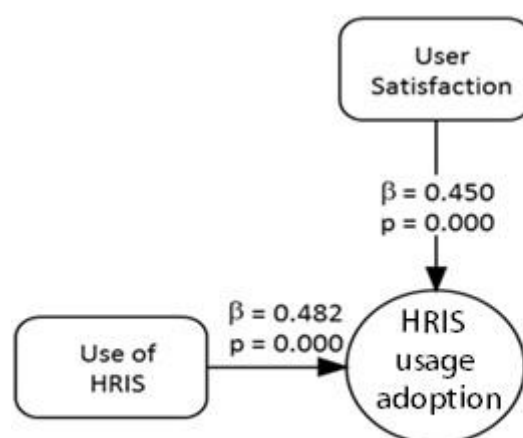 User
Satisfaction
β = 0.450
p = 0.000
β = 0.482
p = 0.000
Use of
HRIS
HRIS
usage
adoption